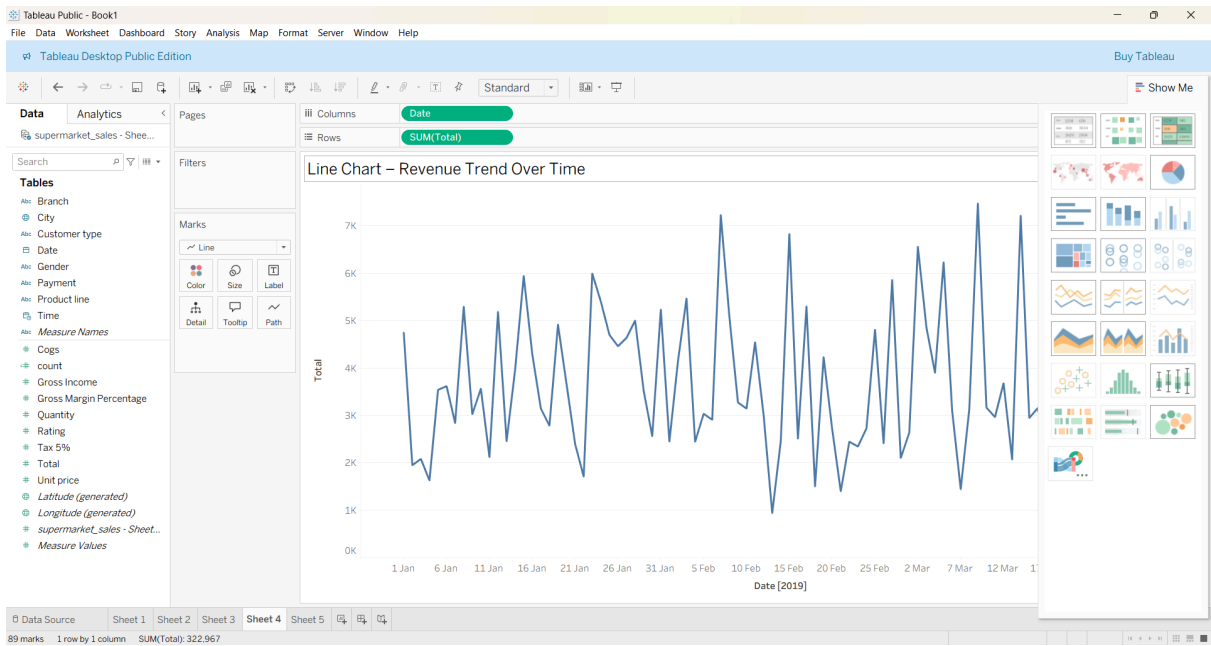 Tableau Public - Book1
File Data Worksheet Dashboard Story Analysis Map Format Server Window Help
Tableau Desktop Public Edition
Buy Tableau
Standard
Show Me
Data
Analytics
supermarket_sales - Shee...
Search
Tables
Abc Branch
City
Abc Customer type
Date
Abc Gender
Abc Payment
Abc Product line
Time
Abc Measure Names
# Cogs
=# count
# Gross Income
# Gross Margin Percentage
# Quantity
# Rating
# Tax 5%
# Total
# Unit price
Latitude (generated)
Longitude (generated)
# supermarket_sales - Sheet...
# Measure Values
Pages
Filters
Marks
Line
Color
Size
Label
Detail
Tooltip
Path
Columns
Date
Rows
SUM(Total)
Line Chart – Revenue Trend Over Time
Total
7K
6K
5K
4K
3K
2K
1K
0K
1 Jan 6 Jan 11 Jan 16 Jan 21 Jan 26 Jan 31 Jan 5 Feb 10 Feb 15 Feb 20 Feb 25 Feb 2 Mar 7 Mar 12 Mar
Date [2019]
Data Source
Sheet 1
Sheet 2
Sheet 3
Sheet 4
Sheet 5
89 marks 1 row by 1 column SUM(Total): 322,967